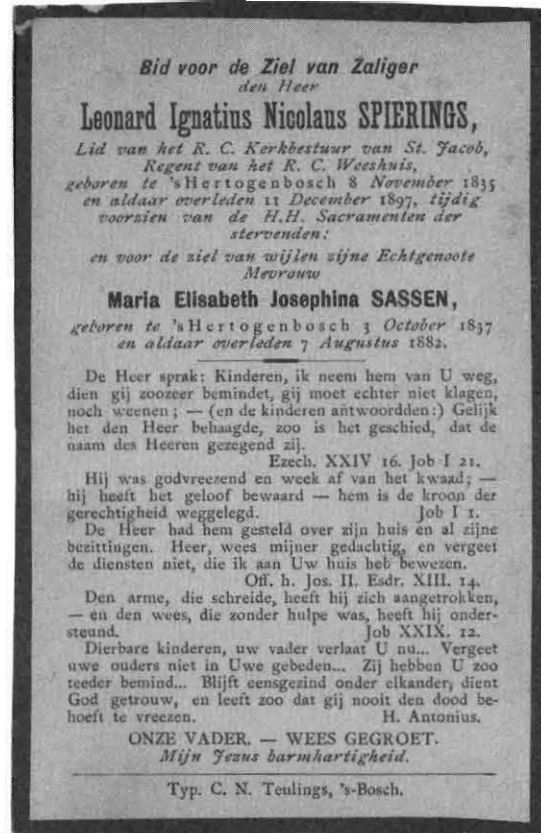 Bid voor de Ziel van Zaliger
den Heer
Leonard Ignatius Nicolaus SPIERINGS,
Lid van het R. C. Kerkbestuur van St. Jacob,
Regent van het R. C. Weeshuis,
geboren te 'sHertogenbosch 8 November 1835
en aldaar overleden 11 December 1897, tijdig
voorzien van de H.H. Sacramenten der
stervenden:
en voor de ziel van wijlen zijne Echtgenoote
Mevrouw
Maria Elisabeth Josephina SASSEN,
geboren te 'sHertogenbosch 3 October 1837
en aldaar overleden 7 Augustus 1882.
De Heer sprak: Kinderen, ik neem hem van U weg,
dien gij zoozeer bemindet, gij moet echter niet klagen,
noch weenen; — (en de kinderen antwoordden:) Gelijk
het den Heer behaagde, zoo is het geschied, dat de
naam des Heeren gezegend zij.
Ezech. XXIV 16. Job I 21.
Hij was godvreezend en week af van het kwaad; —
hij heeft het geloof bewaard — hem is de kroon der
gerechtigheid weggelegd. Job I 1.
De Heer had hem gesteld over zijn huis en al zijne
bezittingen. Heer, wees mijner gedachtig, en vergeet
de diensten niet, die ik aan Uw huis heb bewezen.
Off. h. Jos. II. Esdr. XIII. 14.
Den arme, die schreide, heeft hij zich aangetrokken,
— en den wees, die zonder hulpe was, heeft hij onder-
steund. Job XXIX. 12.
Dierbare kinderen, uw vader verlaat U nu... Vergeet
uwe ouders niet in Uwe gebeden... Zij hebben U zoo
teeder bemind... Blijft eensgezind onder elkander, dient
God getrouw, en leeft zoo dat gij nooit den dood be-
hoeft te vreezen. H. Antonius.
ONZE VADER. — WEES GEGROET.
Mijn Jezus barmhartigheid.
Typ. C. N. Teulings, 's-Bosch.